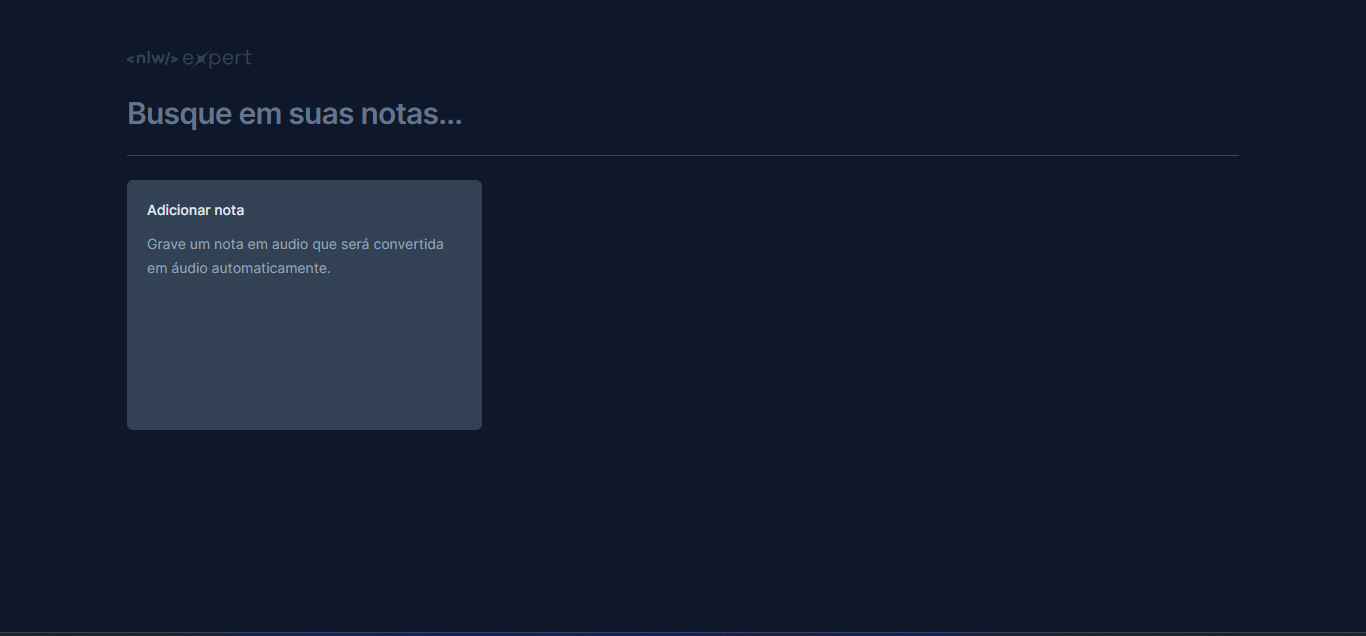 <nlw/> expert
Busque em suas notas...
Adicionar nota
Grave um nota em audio que será convertida
em áudio automaticamente.